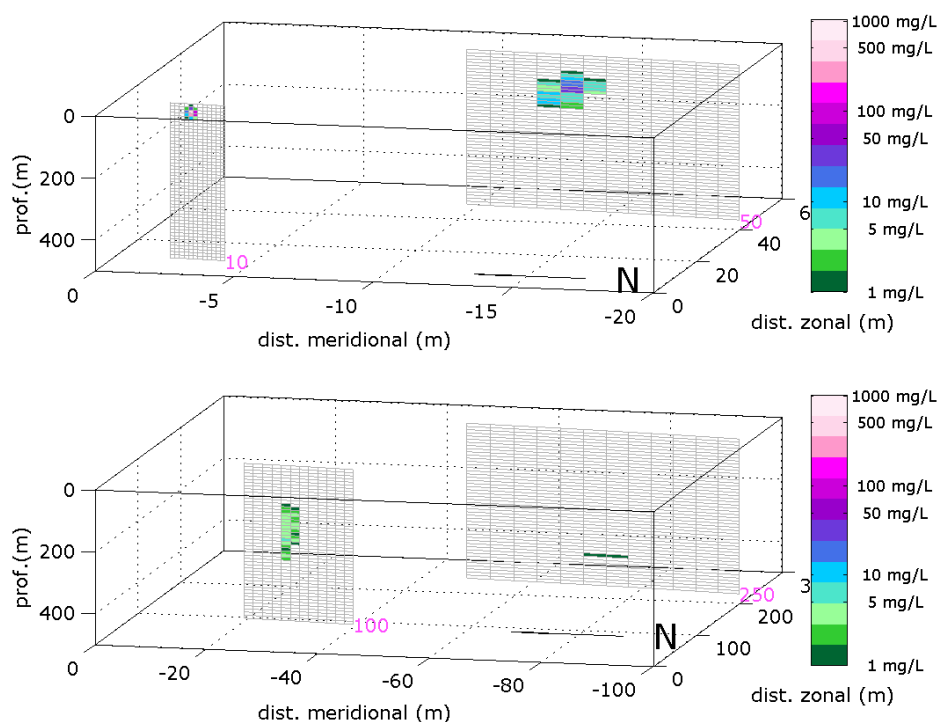 1000 mg/L
500 mg/L
100 mg/L
50 mg/L
10 mg/L
5 mg/L
1 mg/L
prof.(m)
0
200
400
0
-5
-10
-15
-20
dist. meridional (m)
0
20
40
6
dist. zonal (m)
10
50
N
1000 mg/L
500 mg/L
100 mg/L
50 mg/L
10 mg/L
5 mg/L
1 mg/L
prof.(m)
0
200
400
0
-20
-40
-60
-80
-100
dist. meridional (m)
0
100
200
3
dist. zonal (m)
100
250
N